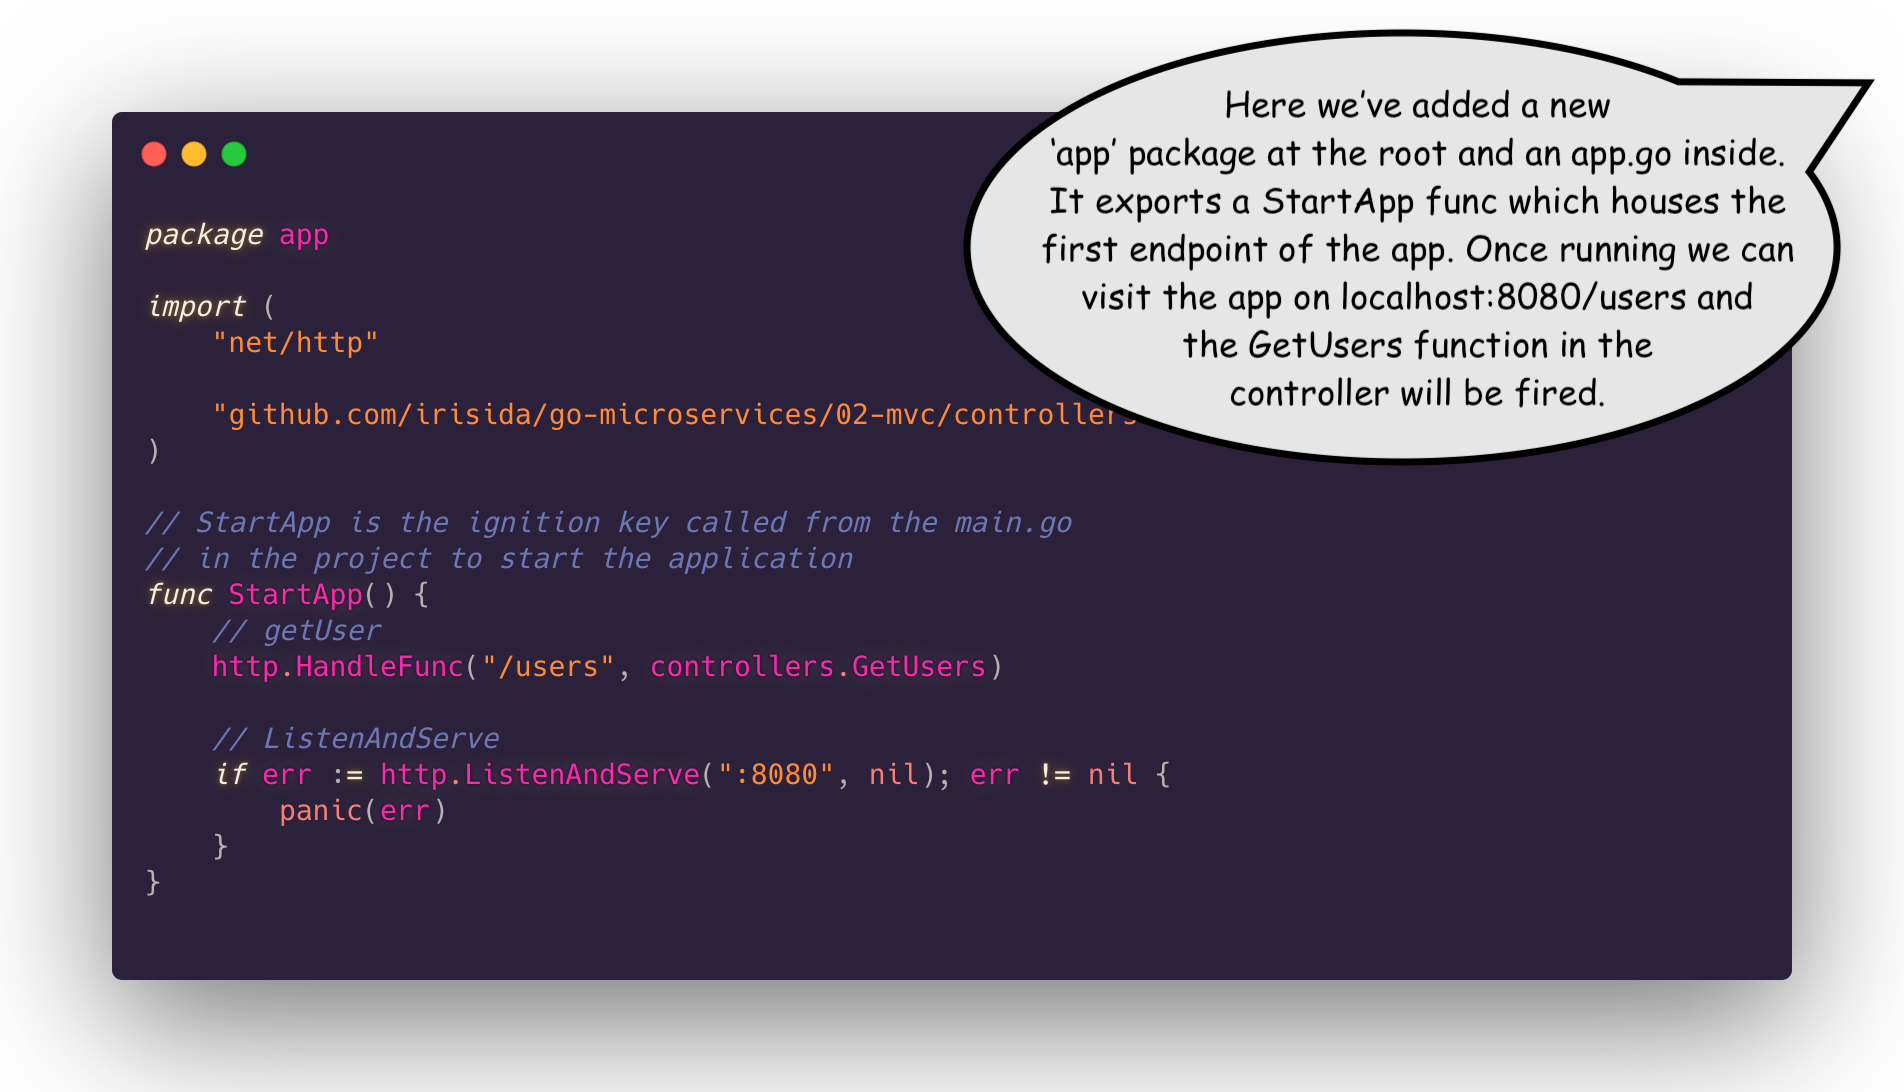 Here we've added a new
'app' package at the root and an app.go inside.
It exports a StartApp func which houses the
first endpoint of the app. Once running we can
visit the app on localhost:8080/users and
the GetUsers function in the
controller will be fired.
package app
import (
    "net/http"
    "github.com/irisida/go-microservices/02-mvc/controllers
)
// StartApp is the ignition key called from the main.go
// in the project to start the application
func StartApp() {
    // getUser
    http.HandleFunc("/users", controllers.GetUsers)
    // ListenAndServe
    if err := http.ListenAndServe(":8080", nil); err != nil {
        panic(err)
    }
}